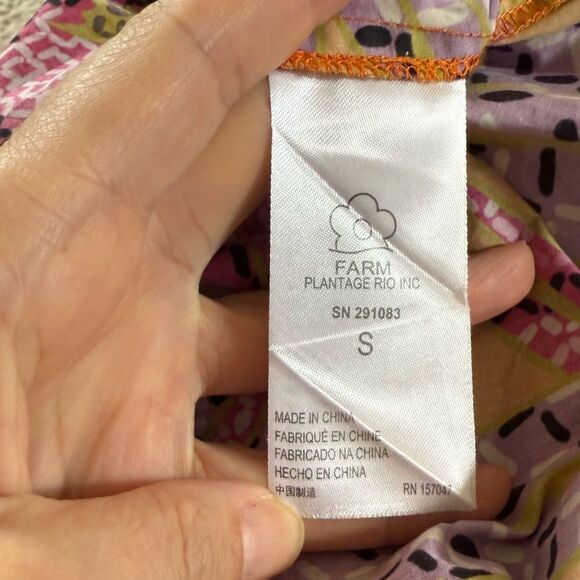 FARM
PLANTAGE RIO INC
SN 291083
S
MADE IN CHINA
FABRIQUÉ EN CHINE
FABRICADO NA CHINA
HECHO EN CHINA
中国制造 RN 157047